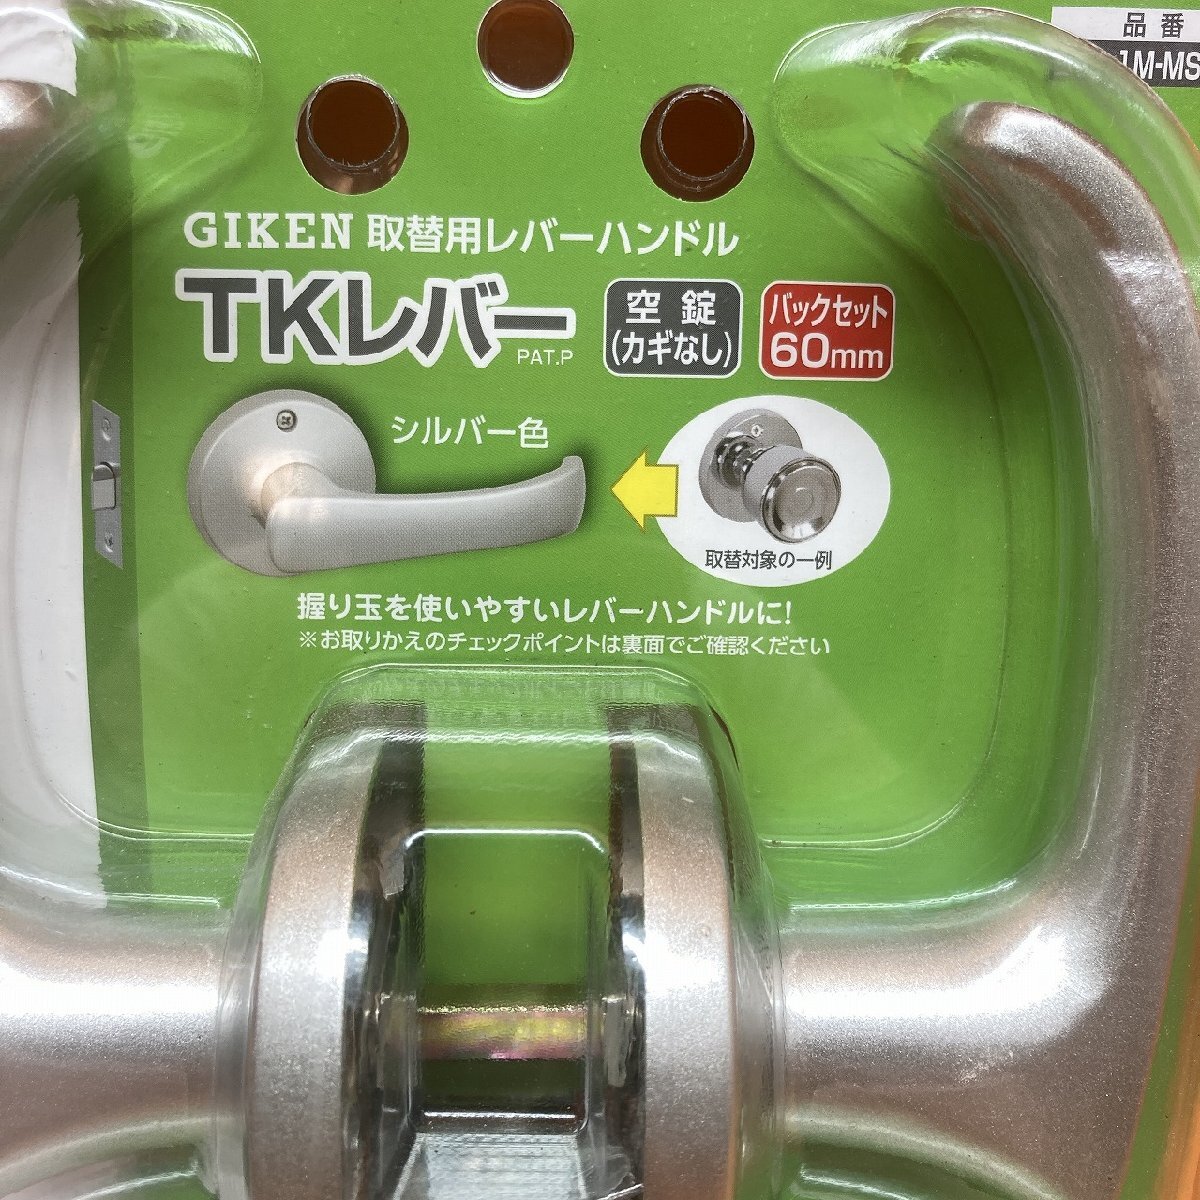 品番
1M-MS
GIKEN 取替用レバーハンドル
TKレバー
PAT.P
空錠
(カギなし)
バックセット
60mm
シルバー色
取替対象の一例
握り玉を使いやすいレバーハンドルに!
※お取りかえのチェックポイントは裏面でご確認ください